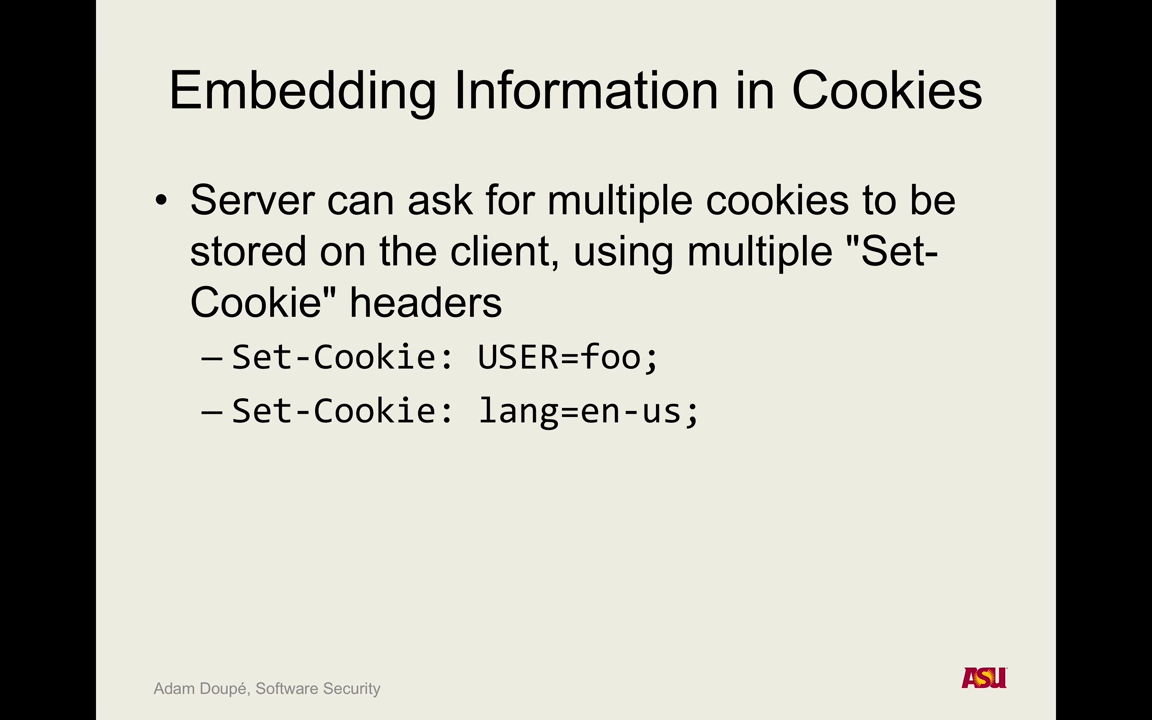 Embedding Information in Cookies
• Server can ask for multiple cookies to be
stored on the client, using multiple "Set-
Cookie" headers
– Set-Cookie: USER=foo;
– Set-Cookie: lang=en-us;
Adam Doupé, Software Security
ASU